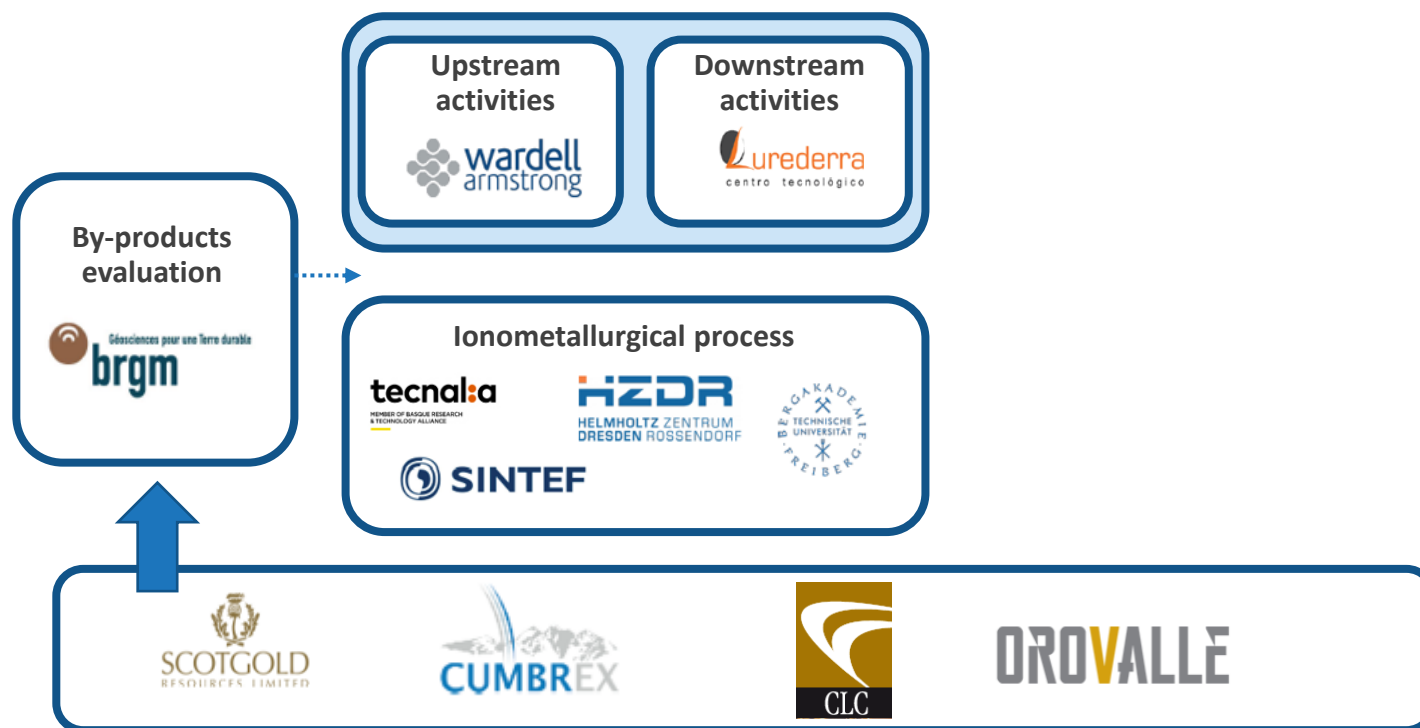 Upstream
activities
wardell
armstrong
Downstream
activities
Lurederra
centro tecnológico
By-products
evaluation
Géosciences pour une Terre durable
brgm
Ionometallurgical process
tecnal:a
MEMBER OF BASQUE RESEARCH
& TECHNOLOGY ALLIANCE
HZDR
HELMHOLTZ ZENTRUM
DRESDEN ROSSENDORF
BERGAKADEMIE
TECHNISCHE
UNIVERSITÄT
FREIBERG
SINTEF
SCOTGOLD
RESOURCES LIMITED
CUMBREX
CLC
OROVALLE